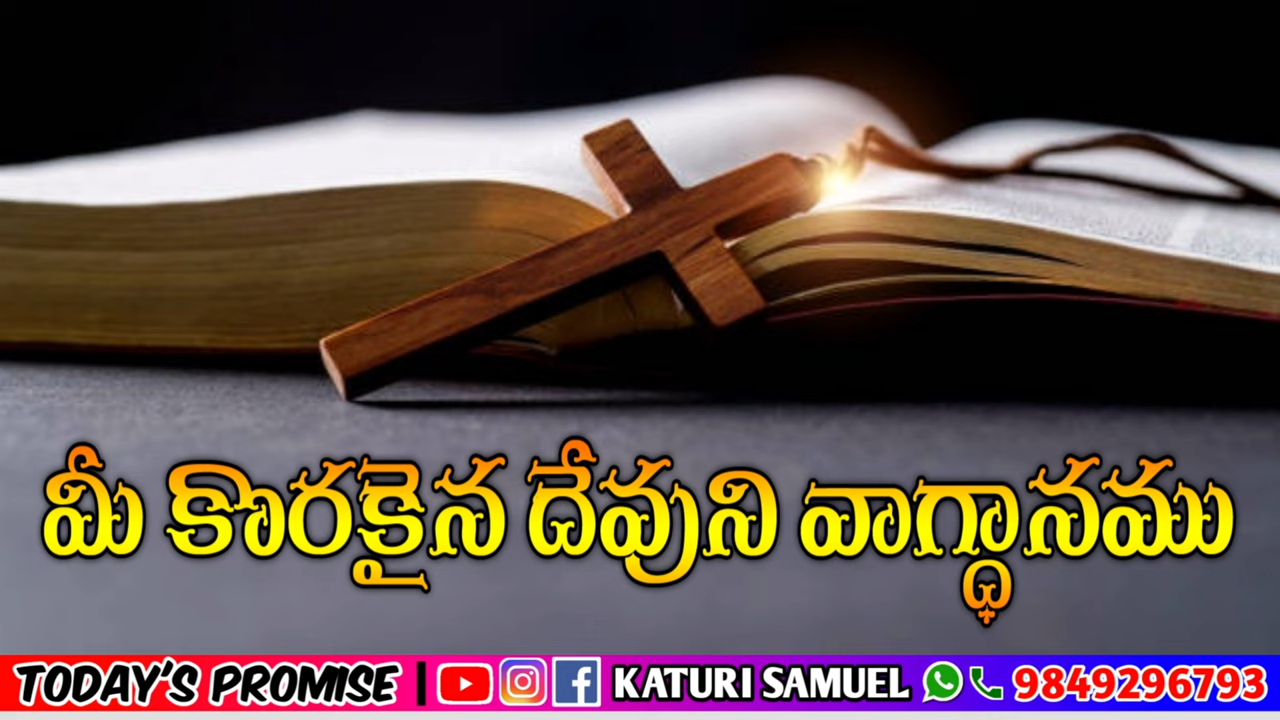 మీ కొరకైన దేవుని వాగ్ధానము
TODAY'S PROMISE | KATURI SAMUEL 9849296793